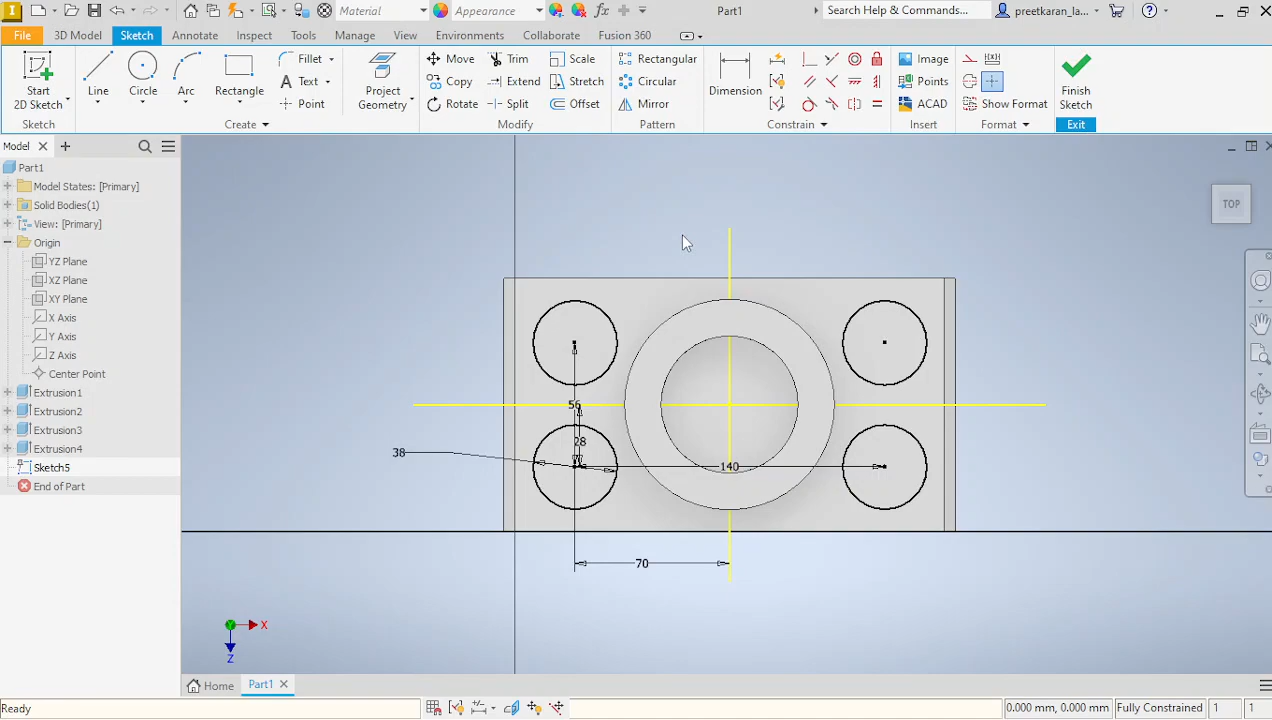 Material
Appearance
Part1
Search Help & Commands...
preetkaran_la...
File
3D Model
Sketch
Annotate
Inspect
Tools
Manage
View
Environments
Collaborate
Fusion 360
Start
2D Sketch
Line
Circle
Arc
Rectangle
Fillet
Text
Point
Project
Geometry
Move
Copy
Rotate
Trim
Extend
Split
Scale
Stretch
Offset
Rectangular
Circular
Mirror
Dimension
Image
Points
ACAD
Show Format
Finish
Sketch
Sketch
Create
Modify
Pattern
Constrain
Insert
Format
Exit
Model
Part1
Model States: [Primary]
Solid Bodies(1)
View: [Primary]
Origin
YZ Plane
XZ Plane
XY Plane
X Axis
Y Axis
Z Axis
Center Point
Extrusion1
Extrusion2
Extrusion3
Extrusion4
Sketch5
End of Part
TOP
56
28
38
140
70
Y
X
Z
Home
Part1
Ready
0.000 mm, 0.000 mm
Fully Constrained
1
1